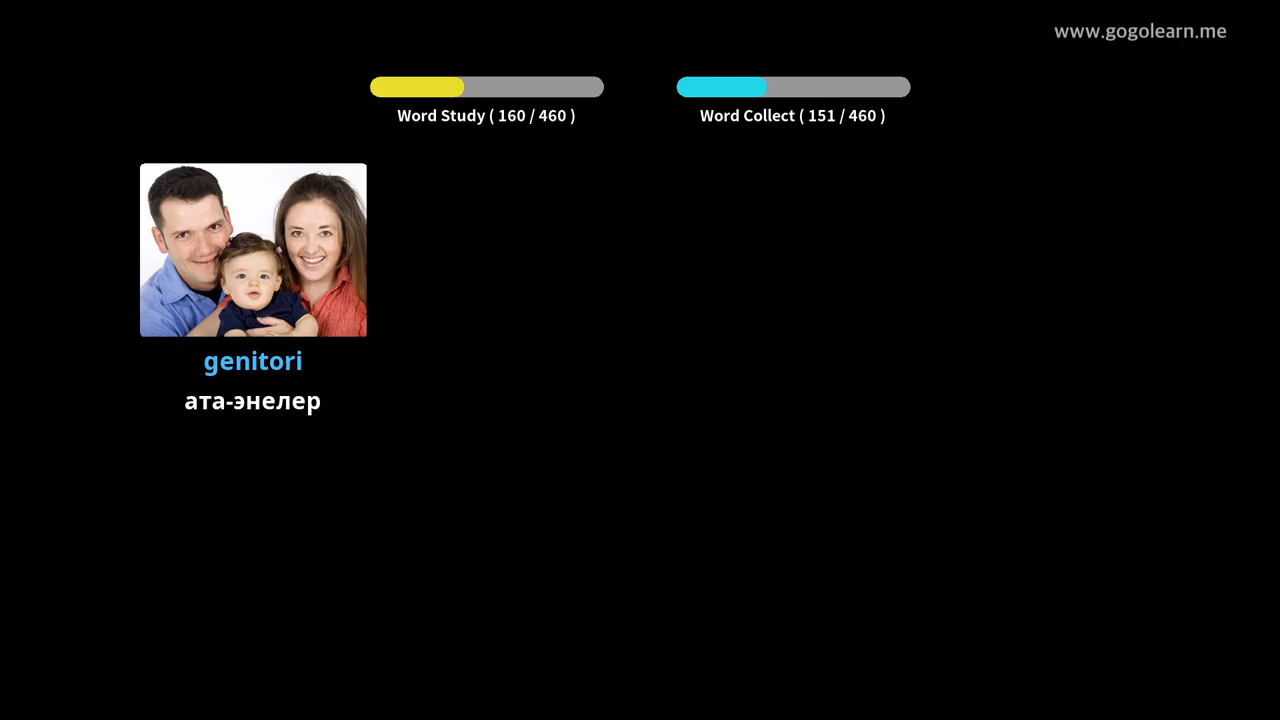 www.gogolearn.me
Word Study ( 160 / 460 )
Word Collect ( 151 / 460 )
genitori
ата-энелер